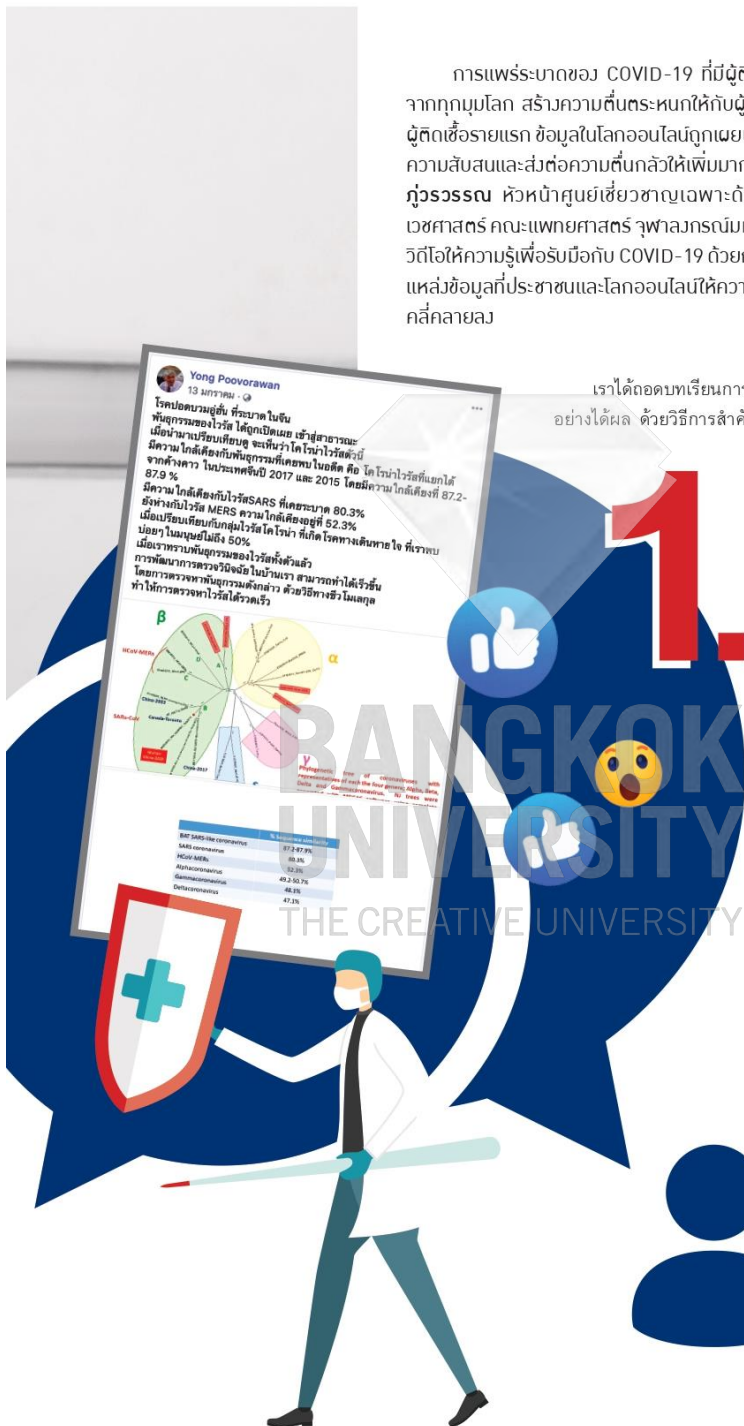 การแพร่ระบาดของ COVID-19 ที่มีผู้ติ
จากทุกมุมโลก สร้างความตื่นตระหนกให้กับผู้
ผู้ติดเชื้อรายแรก ข้อมูลในโลกออนไลน์ถูกเผย
ความสับสนและส่งต่อความตื่นกลัวให้เพิ่มมาก
ภู่วรวรรณ หัวหน้าศูนย์เชี่ยวชาญเฉพาะด้
เวชศาสตร์ คณะแพทยศาสตร์ จุฬาลงกรณ์ม
วิดีโอให้ความรู้เพื่อรับมือกับ COVID-19 ด้วย
แหล่งข้อมูลที่ประชาชนและโลกออนไลน์ให้ควา
คลี่คลายลง
เราได้ถอดบทเรียนการ
อย่างได้ผล ด้วยวิธีการสำคั
1.
Yong Poovorawan
13 มกราคม ·
โรคปอดบวมอู่ฮั่น ที่ระบาดในจีน
พันธุกรรมของไวรัส ได้ถูกเปิดเผย เข้าสู่สาธารณะ
เมื่อนำมาเปรียบเทียบดู จะเห็นว่าโคโรน่าไวรัสตัวนี้
มีความใกล้เคียงกับพันธุกรรมที่เคยพบในอดีต คือ โคโรน่าไวรัสที่แยกได้
จากค้างคาว ในประเทศจีนปี 2017 และ 2015 โดยมีความใกล้เคียงที่ 87.2-
87.9 %
มีความใกล้เคียงกับไวรัสSARS ที่เคยระบาด 80.3%
ยังห่างกับไวรัส MERS ความใกล้เคียงอยู่ที่ 52.3%
เมื่อเปรียบเทียบกับกลุ่มไวรัสโคโรน่า ที่เกิดโรคทางเดินหายใจ ที่เราพบ
บ่อยๆ ในมนุษย์ไม่ถึง 50%
เมื่อเราทราบพันธุกรรมของไวรัสทั้งตัวแล้ว
การพัฒนาการตรวจวินิจฉัยในบ้านเรา สามารถทำได้เร็วขึ้น
โดยการตรวจหาพันธุกรรมดังกล่าว ด้วยวิธีทางชีวโมเลกุล
ทำให้การตรวจหาไวรัสได้รวดเร็ว
β
α
HCoV-MERs
D
A
C
B
SARs-CoV
Canada-Toronto
China-2017
γ
Phylogenetic tree of coronaviruses with
representatives of each the four genera; Alpha, Beta,
Delta and Gammacoronavirus. NJ trees were
% Sequence similarity
BAT SARS-like coronavirus 87.2-87.9%
SARS coronavirus 80.3%
HCoV-MERs 52.3%
Alphacoronavirus 49.2-50.7%
Gammacoronavirus 48.3%
Deltacoronavirus 47.3%
BANGKOK
UNIVERSITY
THE CREATIVE UNIVERSITY